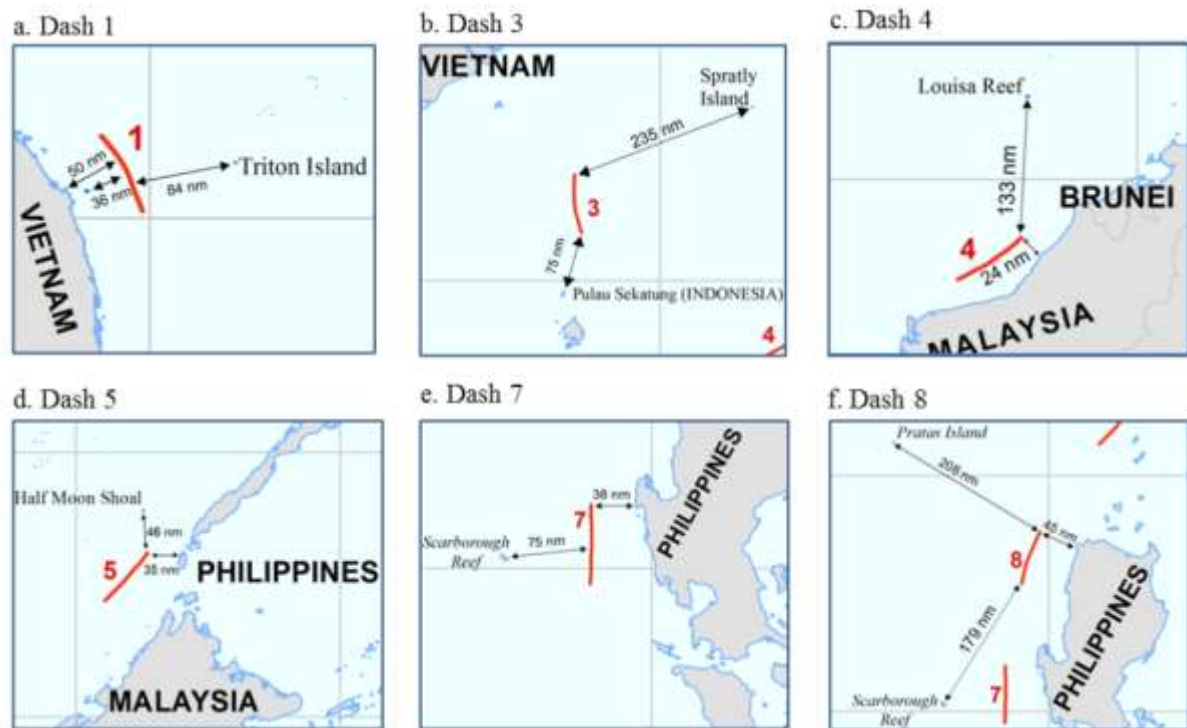 a. Dash 1
1
50 nm
36 nm
84 nm
Triton Island
VIETNAM
b. Dash 3
VIETNAM
Spratly
Island
235 nm
3
75 nm
Pulau Sekatung (INDONESIA)
4
c. Dash 4
Louisa Reef
133 nm
BRUNEI
4
24 nm
MALAYSIA
d. Dash 5
Half Moon Shoal
46 nm
35 nm
5
PHILIPPINES
MALAYSIA
e. Dash 7
38 nm
7
75 nm
Scarborough
Reef
PHILIPPINES
f. Dash 8
Pratas Island
208 nm
45 nm
8
179 nm
PHILIPPINES
7
Scarborough
Reef